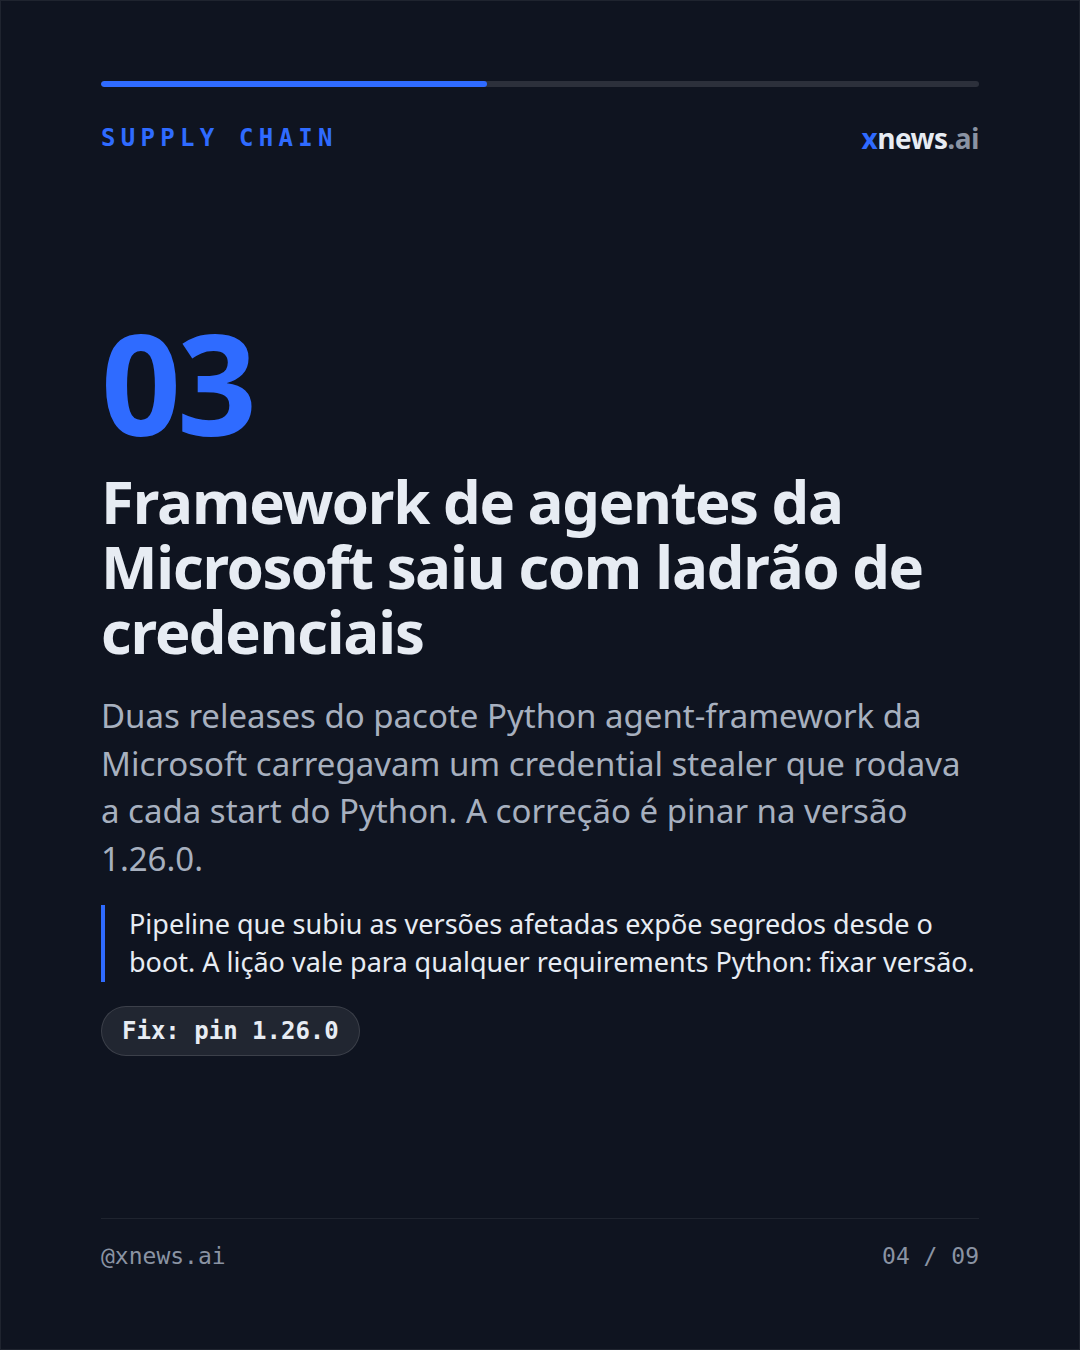 SUPPLY CHAIN
xnews.ai
03
Framework de agentes da
Microsoft saiu com ladrão de
credenciais
Duas releases do pacote Python agent-framework da
Microsoft carregavam um credential stealer que rodava
a cada start do Python. A correção é pinar na versão
1.26.0.
Pipeline que subiu as versões afetadas expõe segredos desde o
boot. A lição vale para qualquer requirements Python: fixar versão.
Fix: pin 1.26.0
@xnews.ai
04 / 09